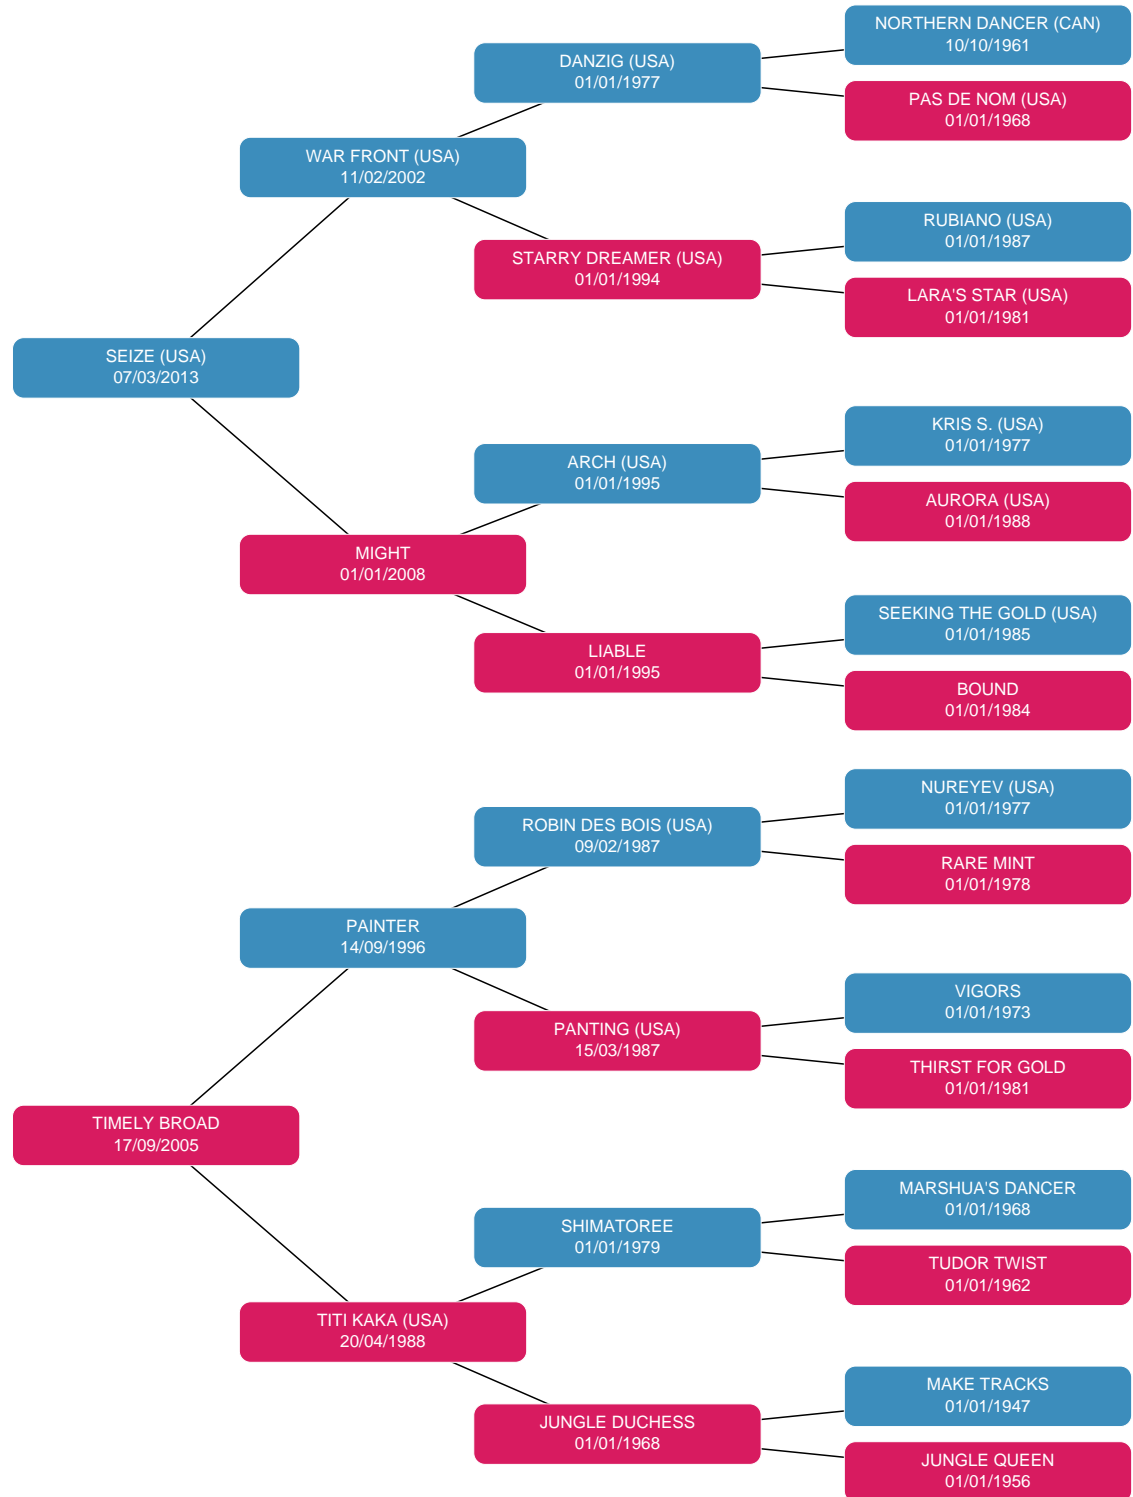 NORTHERN DANCER (CAN)
10/10/1961
DANZIG (USA)
01/01/1977
PAS DE NOM (USA)
01/01/1968
WAR FRONT (USA)
11/02/2002
RUBIANO (USA)
01/01/1987
STARRY DREAMER (USA)
01/01/1994
LARA'S STAR (USA)
01/01/1981
SEIZE (USA)
07/03/2013
KRIS S. (USA)
01/01/1977
ARCH (USA)
01/01/1995
AURORA (USA)
01/01/1988
MIGHT
01/01/2008
SEEKING THE GOLD (USA)
01/01/1985
LIABLE
01/01/1995
BOUND
01/01/1984
NUREYEV (USA)
01/01/1977
ROBIN DES BOIS (USA)
09/02/1987
RARE MINT
01/01/1978
PAINTER
14/09/1996
VIGORS
01/01/1973
PANTING (USA)
15/03/1987
THIRST FOR GOLD
01/01/1981
TIMELY BROAD
17/09/2005
MARSHUA'S DANCER
01/01/1968
SHIMATOREE
01/01/1979
TUDOR TWIST
01/01/1962
TITI KAKA (USA)
20/04/1988
MAKE TRACKS
01/01/1947
JUNGLE DUCHESS
01/01/1968
JUNGLE QUEEN
01/01/1956